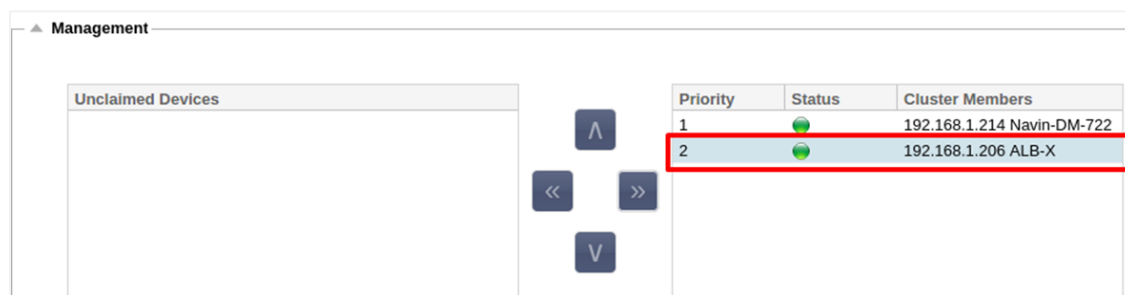 Management
Unclaimed Devices
Priority Status Cluster Members
1 192.168.1.214 Navin-DM-722
2 192.168.1.206 ALB-X